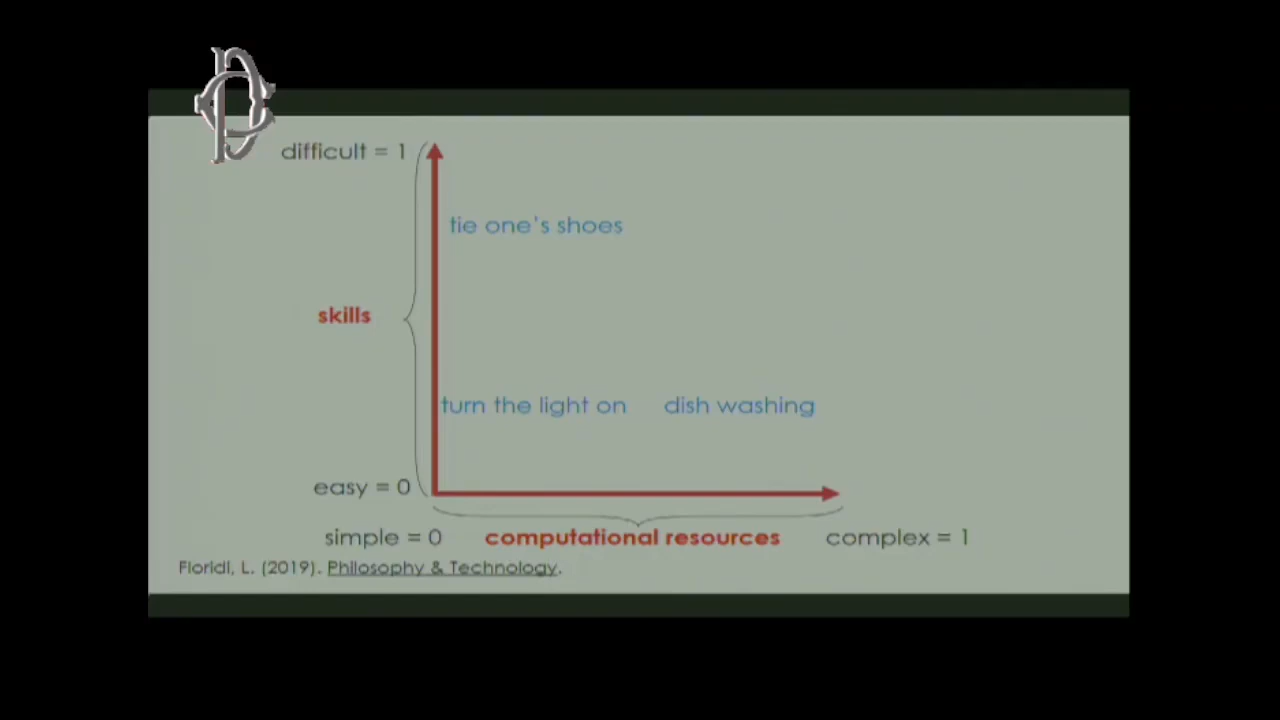 difficult = 1
tie one's shoes
skills
turn the light on dish washing
easy = 0
simple = 0 computational resources complex = 1
Floridi, L. (2019). Philosophy & Technology.